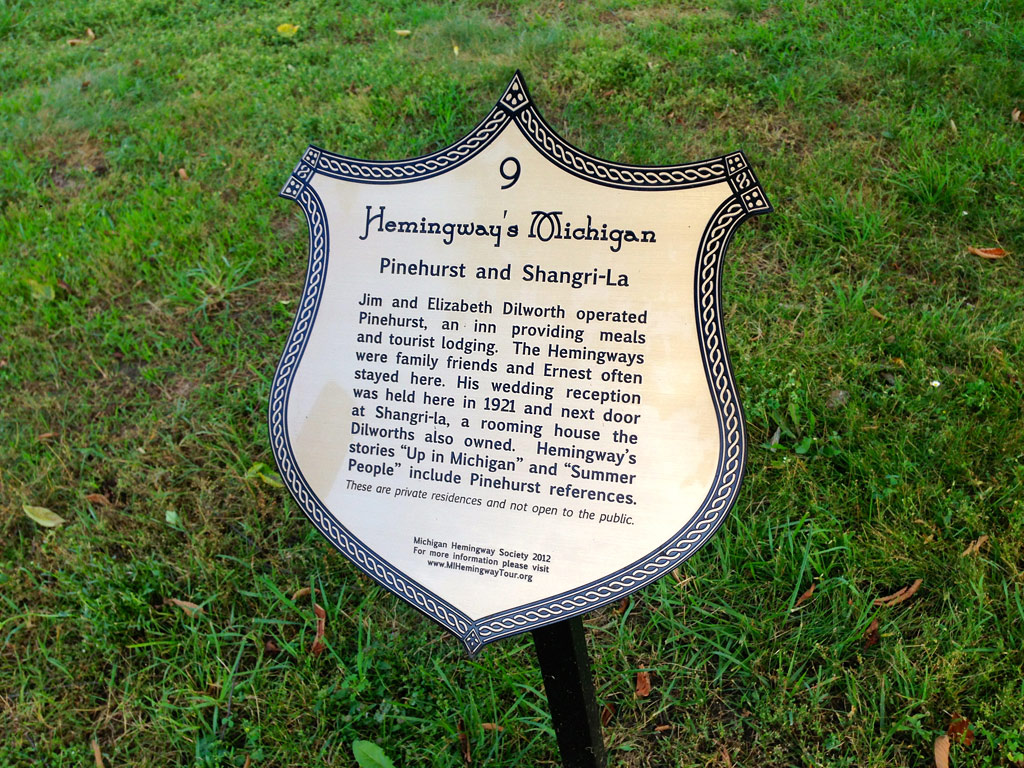 9
Hemingway's Michigan
Pinehurst and Shangri-La
Jim and Elizabeth Dilworth operated
Pinehurst, an inn providing meals
and tourist lodging. The Hemingways
were family friends and Ernest often
stayed here. His wedding reception
was held here in 1921 and next door
at Shangri-la, a rooming house the
Dilworths also owned. Hemingway's
stories "Up in Michigan" and "Summer
People" include Pinehurst references.
These are private residences and not open to the public.
Michigan Hemingway Society 2012
For more information please visit
www.MIHemingwayTour.org